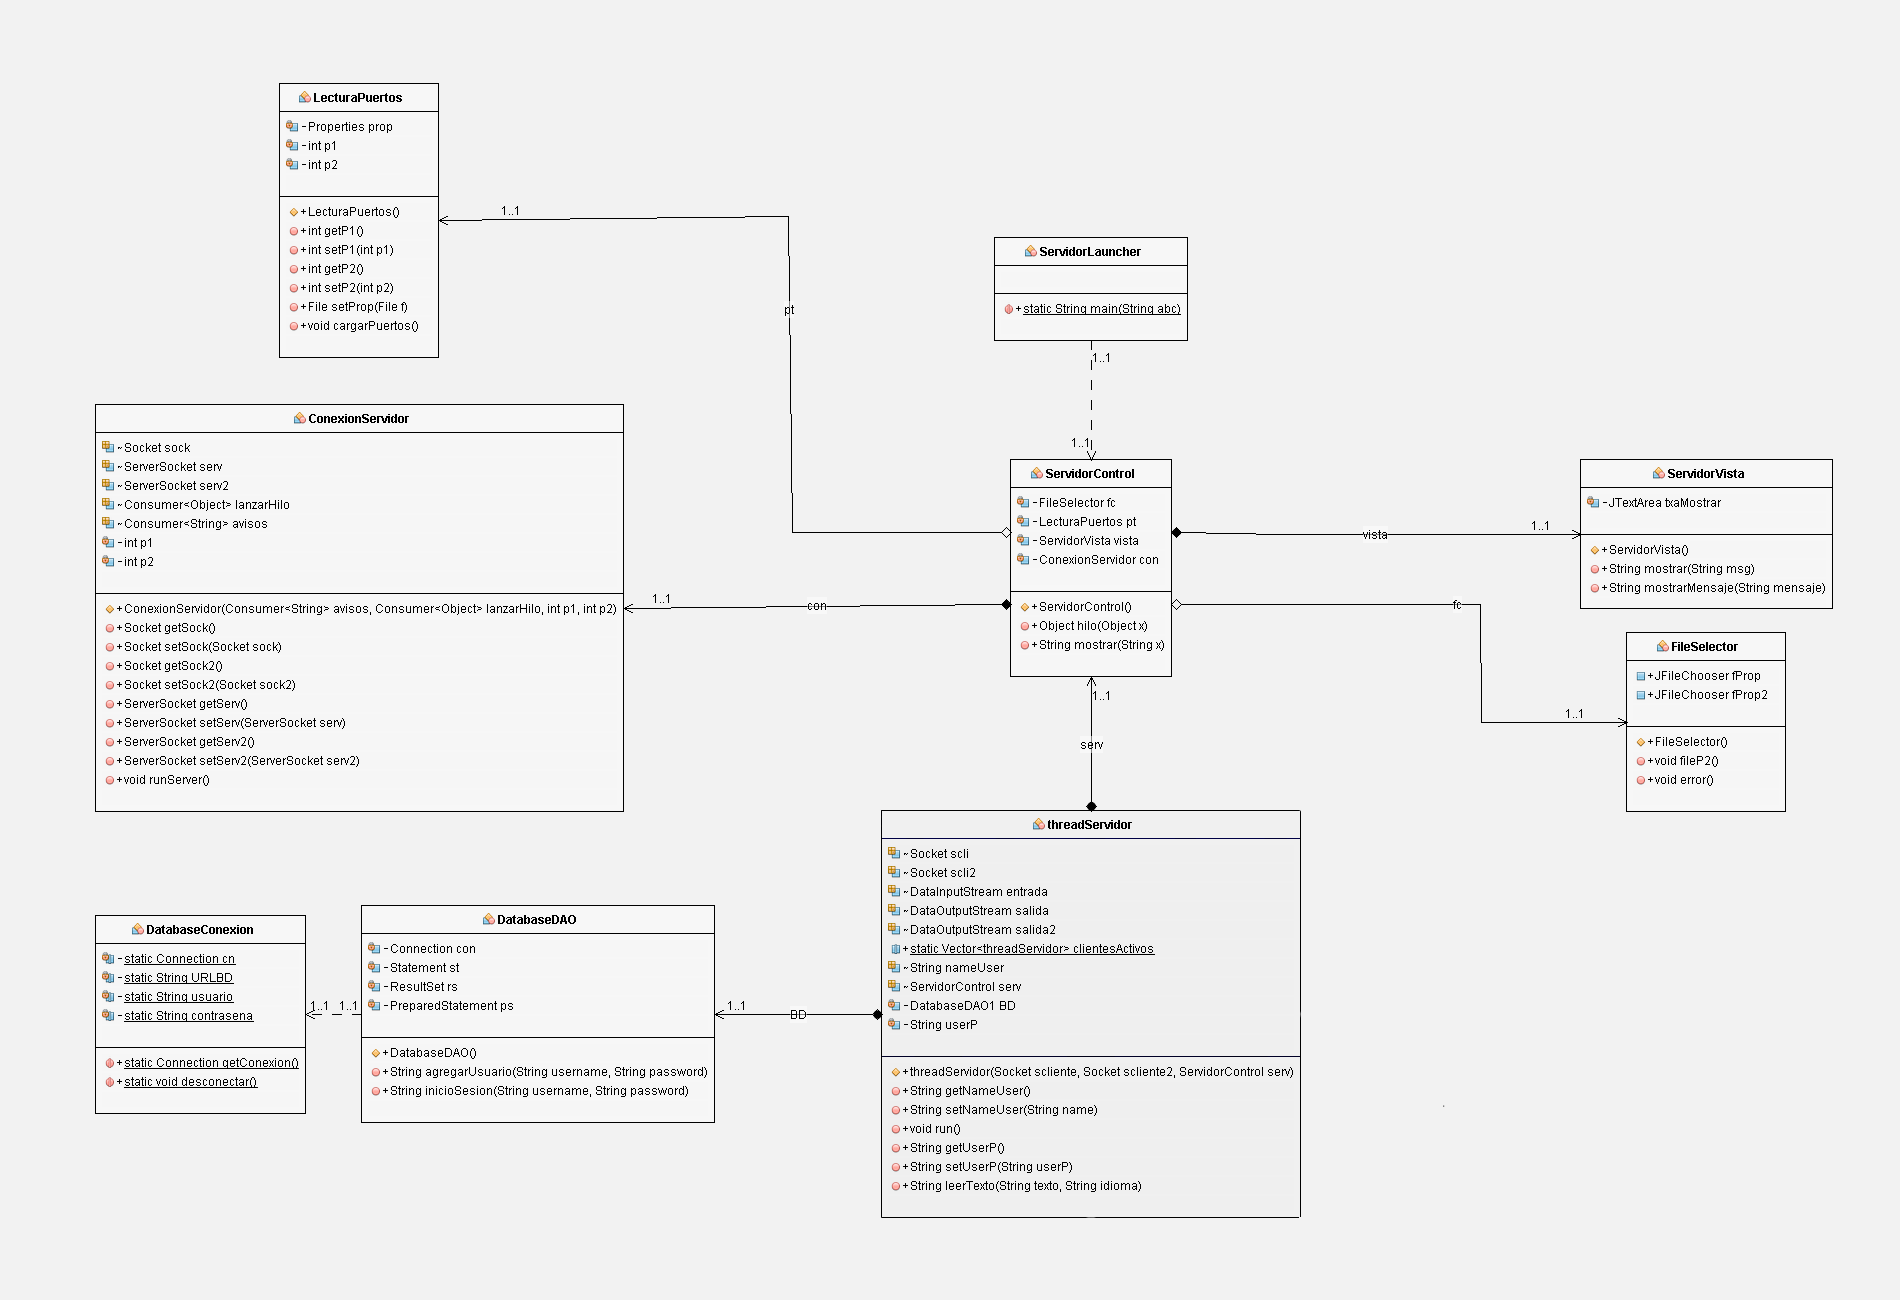 LecturaPuertos
-Properties prop
-int p1
-int p2
+LecturaPuertos()
+int getP1()
+int setP1(int p1)
+int getP2()
+int setP2(int p2)
+File setProp(File f)
+void cargarPuertos()
1..1
pt
ServidorLauncher
+static String main(String abc)
1..1
1..1
ConexionServidor
~Socket sock
~ServerSocket serv
~ServerSocket serv2
~Consumer<Object> lanzarHilo
~Consumer<String> avisos
-int p1
-int p2
+ConexionServidor(Consumer<String> avisos, Consumer<Object> lanzarHilo, int p1, int p2)
+Socket getSock()
+Socket setSock(Socket sock)
+Socket getSock2()
+Socket setSock2(Socket sock2)
+ServerSocket getServ()
+ServerSocket setServ(ServerSocket serv)
+ServerSocket getServ2()
+ServerSocket setServ2(ServerSocket serv2)
+void runServer()
1..1
con
ServidorControl
-FileSelector fc
-LecturaPuertos pt
-ServidorVista vista
-ConexionServidor con
+ServidorControl()
+Object hilo(Object x)
+String mostrar(String x)
vista
1..1
ServidorVista
-JTextArea txaMostrar
+ServidorVista()
+String mostrar(String msg)
+String mostrarMensaje(String mensaje)
fc
1..1
FileSelector
+JFileChooser fProp
+JFileChooser fProp2
+FileSelector()
+void fileP2()
+void error()
1..1
serv
threadServidor
~Socket scli
~Socket scli2
~DataInputStream entrada
~DataOutputStream salida
~DataOutputStream salida2
+static Vector<threadServidor> clientesActivos
~String nameUser
~ServidorControl serv
-DatabaseDAO1 BD
-String userP
+threadServidor(Socket scliente, Socket scliente2, ServidorControl serv)
+String getNameUser()
+String setNameUser(String name)
+void run()
+String getUserP()
+String setUserP(String userP)
+String leerTexto(String texto, String idioma)
DatabaseConexion
-static Connection cn
-static String URLBD
-static String usuario
-static String contrasena
+static Connection getConexion()
+static void desconectar()
1..1 1..1
DatabaseDAO
-Connection con
-Statement st
-ResultSet rs
-PreparedStatement ps
+DatabaseDAO()
+String agregarUsuario(String username, String password)
+String inicioSesion(String username, String password)
1..1
BD